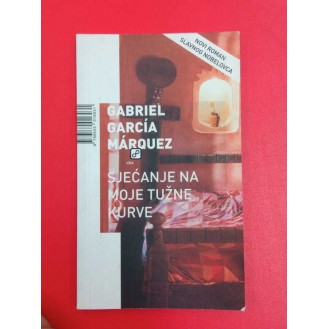 NOVI ROMAN
SLAVNOG NOBELOVCA
GABRIEL
GARCÍA
MÁRQUEZ
SJEĆANJE NA
MOJE TUŽNE
KURVE